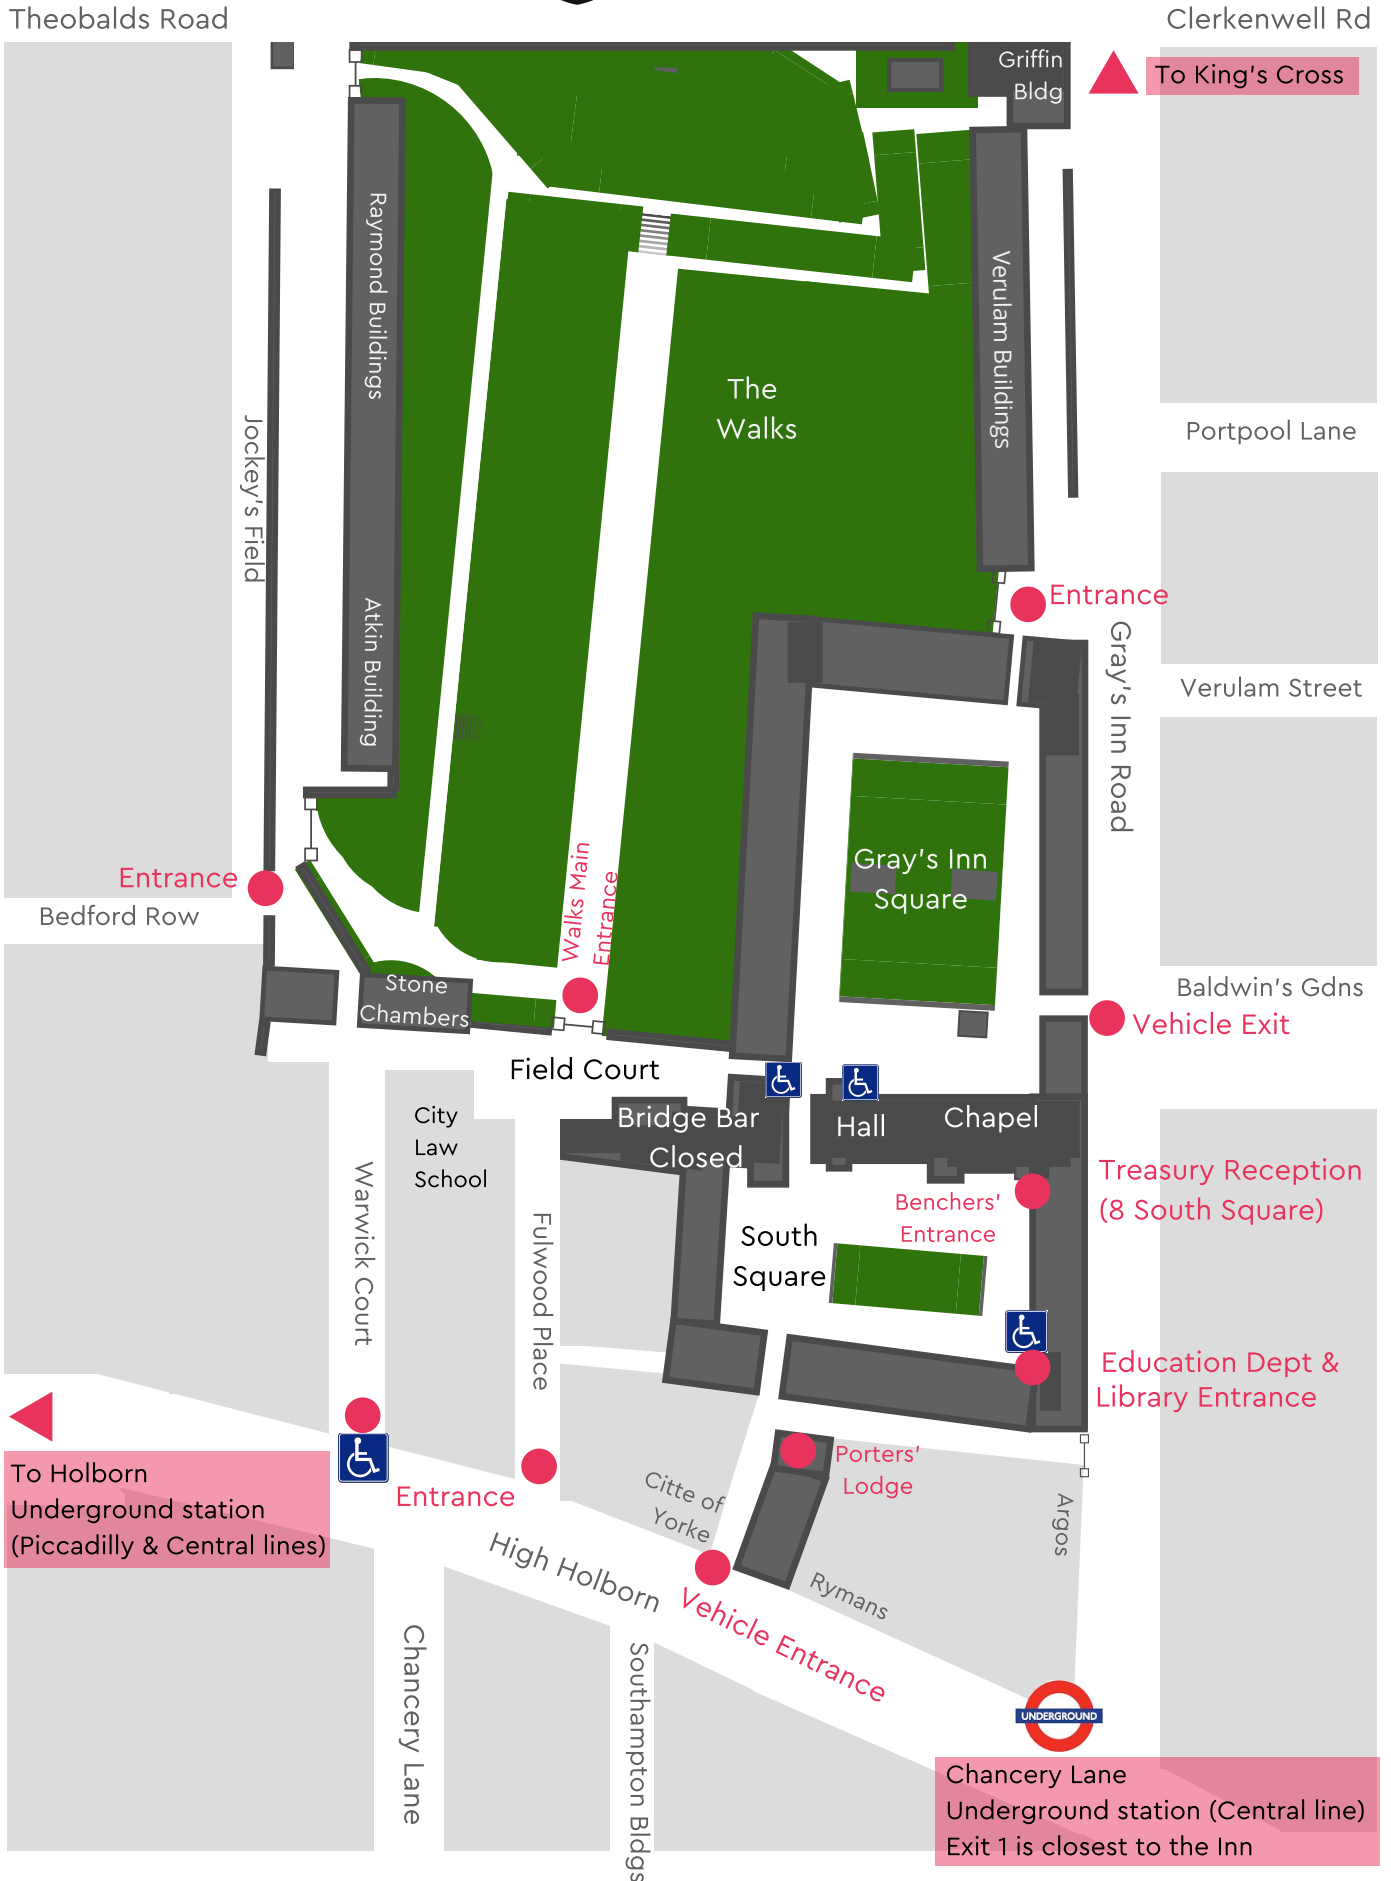 Theobalds Road
Clerkenwell Rd
Griffin
Bldg
To King's Cross
Raymond Buildings
Verulam Buildings
The
Walks
Jockey's Field
Portpool Lane
Atkin Building
Entrance
Gray's Inn Road
Verulam Street
Walks Main
Entrance
Gray's Inn
Square
Entrance
Bedford Row
Stone
Chambers
Baldwin's Gdns
Vehicle Exit
Field Court
City
Law
School
Bridge Bar
Closed
Hall
Chapel
Treasury Reception
(8 South Square)
Benchers'
Entrance
South
Square
Warwick Court
Fulwood Place
Education Dept &
Library Entrance
To Holborn
Underground station
(Piccadilly & Central lines)
Entrance
Porters'
Lodge
Citte of
Yorke
Argos
High Holborn
Rymans
Vehicle Entrance
Chancery Lane
Southampton Bldgs
UNDERGROUND
Chancery Lane
Underground station (Central line)
Exit 1 is closest to the Inn